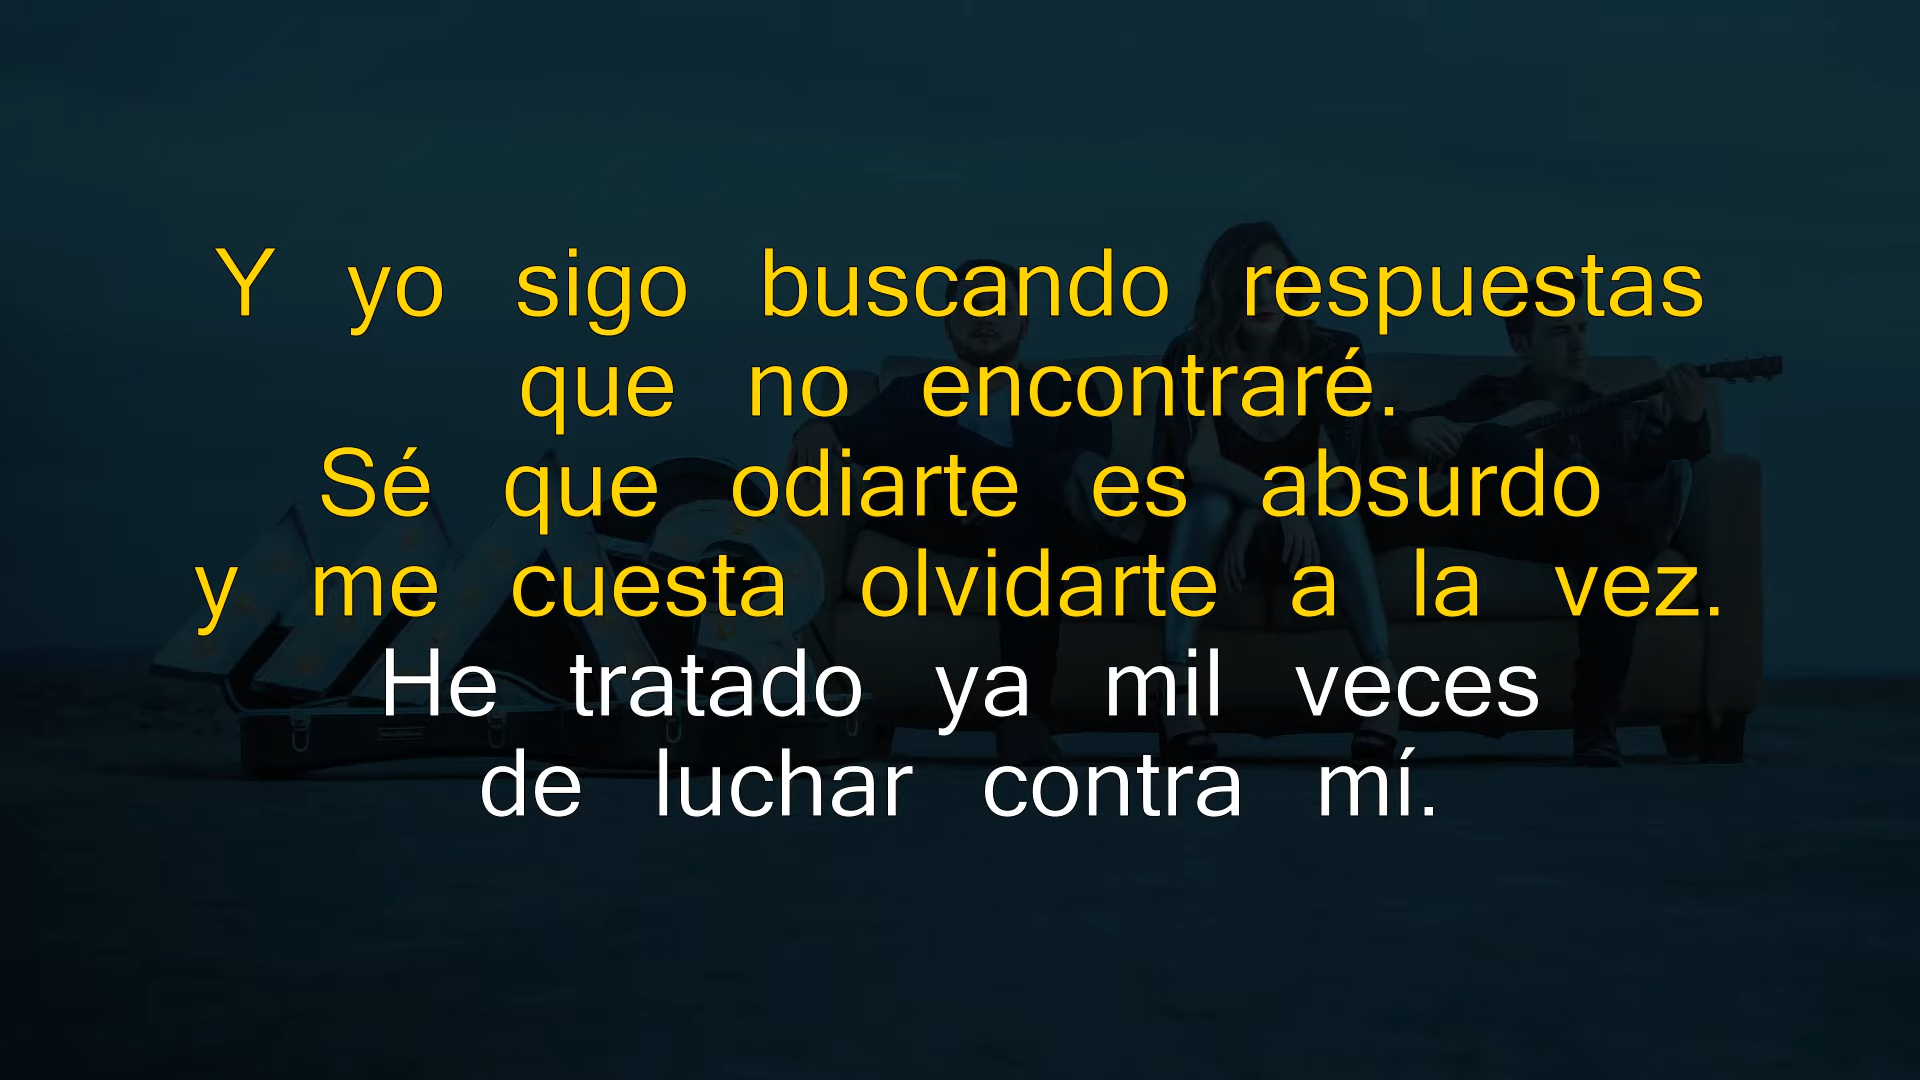 Y yo sigo buscando respuestas
que no encontraré.
Sé que odiarte es absurdo
y me cuesta olvidarte a la vez.
He tratado ya mil veces
de luchar contra mí.